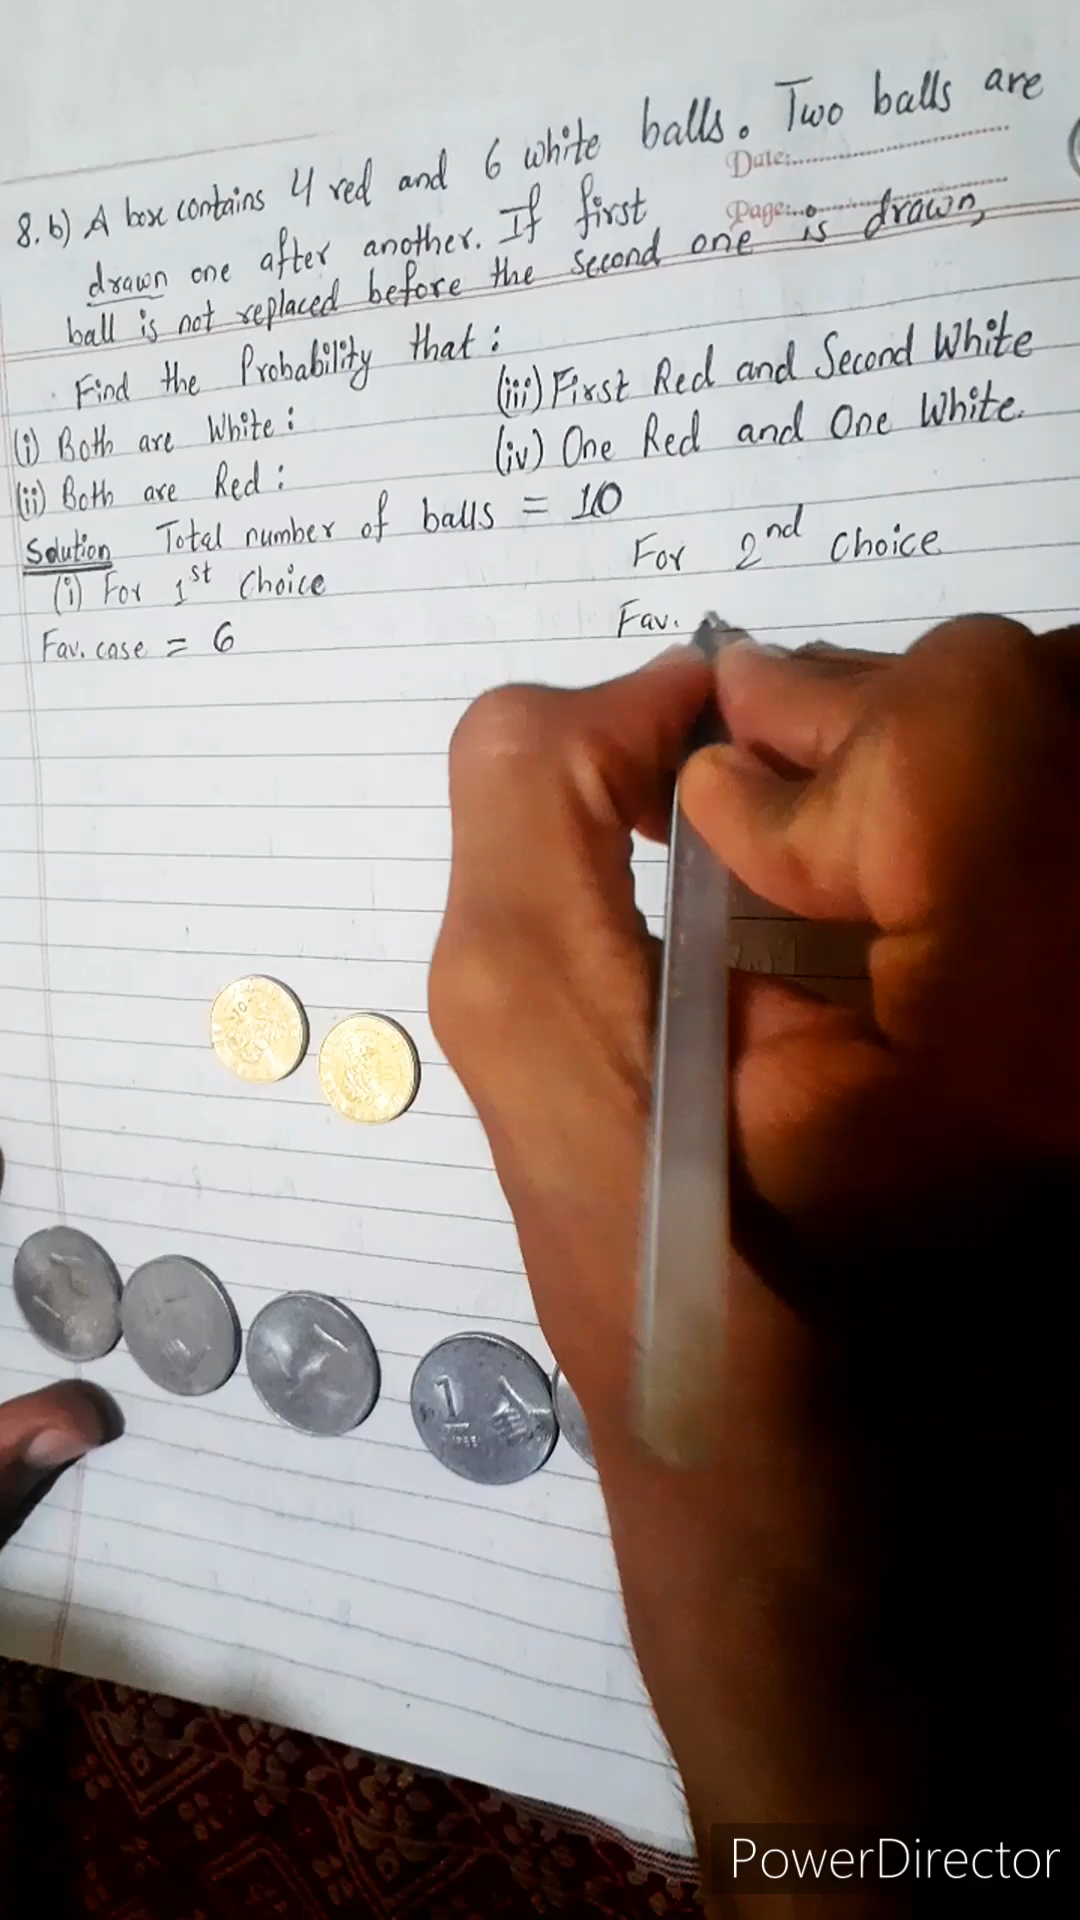 8. b) A box contains 4 red and 6 white balls. Two balls are
Date:
drawn one after another. If first
Page:
ball is not replaced before the second one is drawn,
Find the Probability that :
(i) Both are White :
(iii) First Red and Second White
(ii) Both are Red :
(iv) One Red and One White.
Solution Total number of balls = 10
(i) For 1st Choice
For 2nd Choice
Fav. case = 6
Fav.
1
PowerDirector